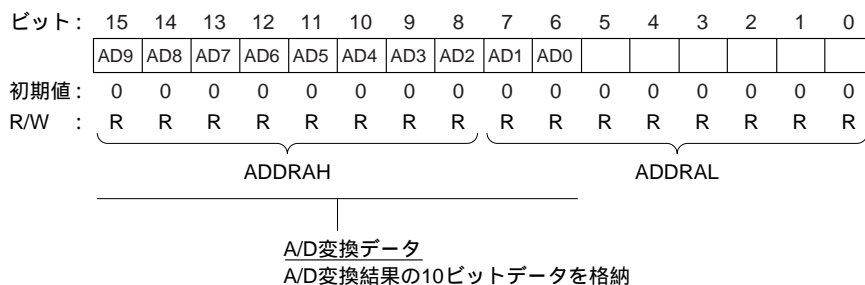 ビット : 15 14 13 12 11 10 9 8 7 6 5 4 3 2 1 0
AD9 AD8 AD7 AD6 AD5 AD4 AD3 AD2 AD1 AD0
初期値 : 0 0 0 0 0 0 0 0 0 0 0 0 0 0 0 0
R/W : R R R R R R R R R R R R R R R R
ADDRAH ADDRAL
A/D変換データ
A/D変換結果の10ビットデータを格納